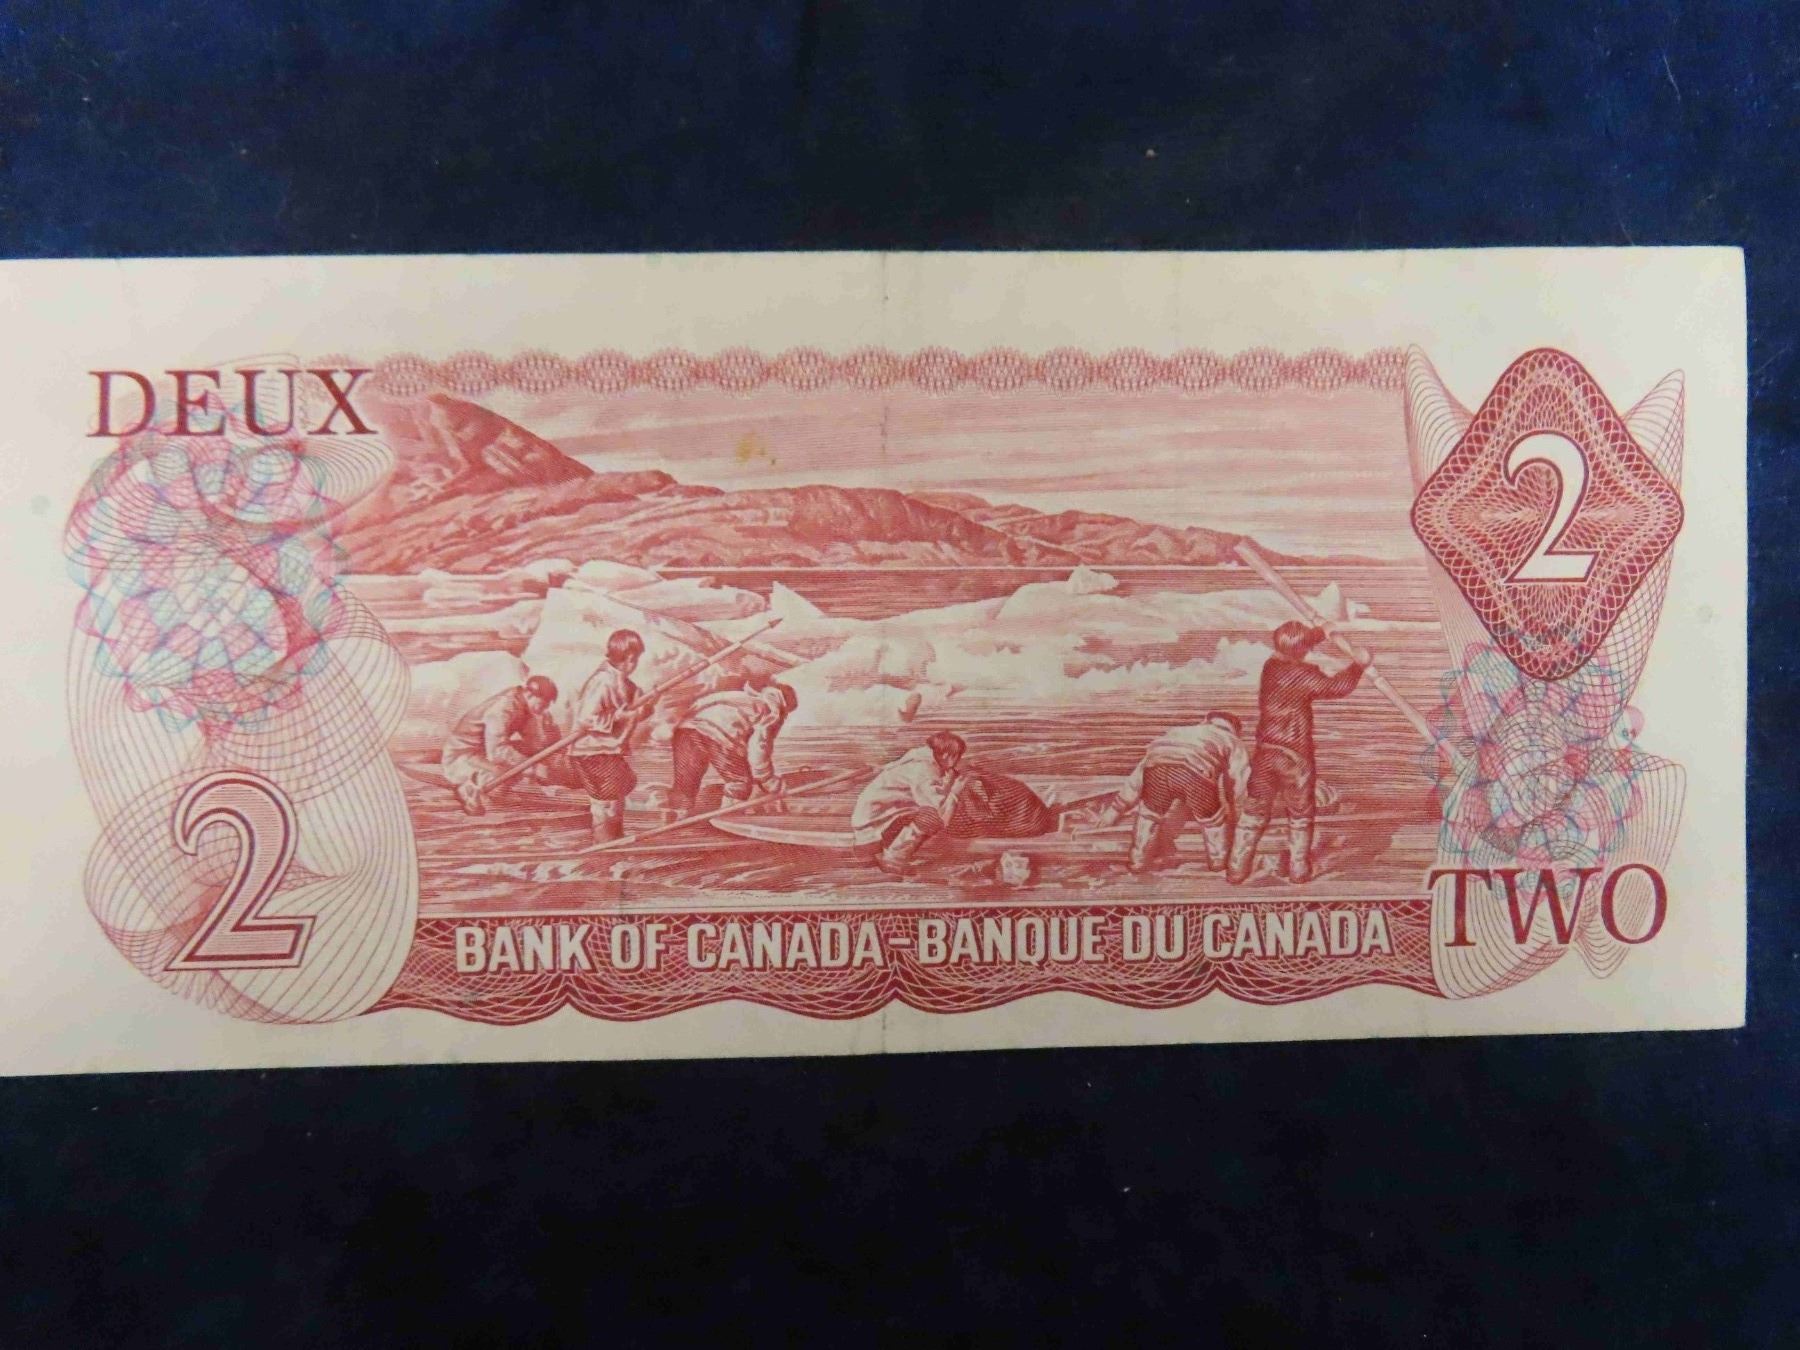 DEUX
2
2
BANK OF CANADA-BANQUE DU CANADA
TWO